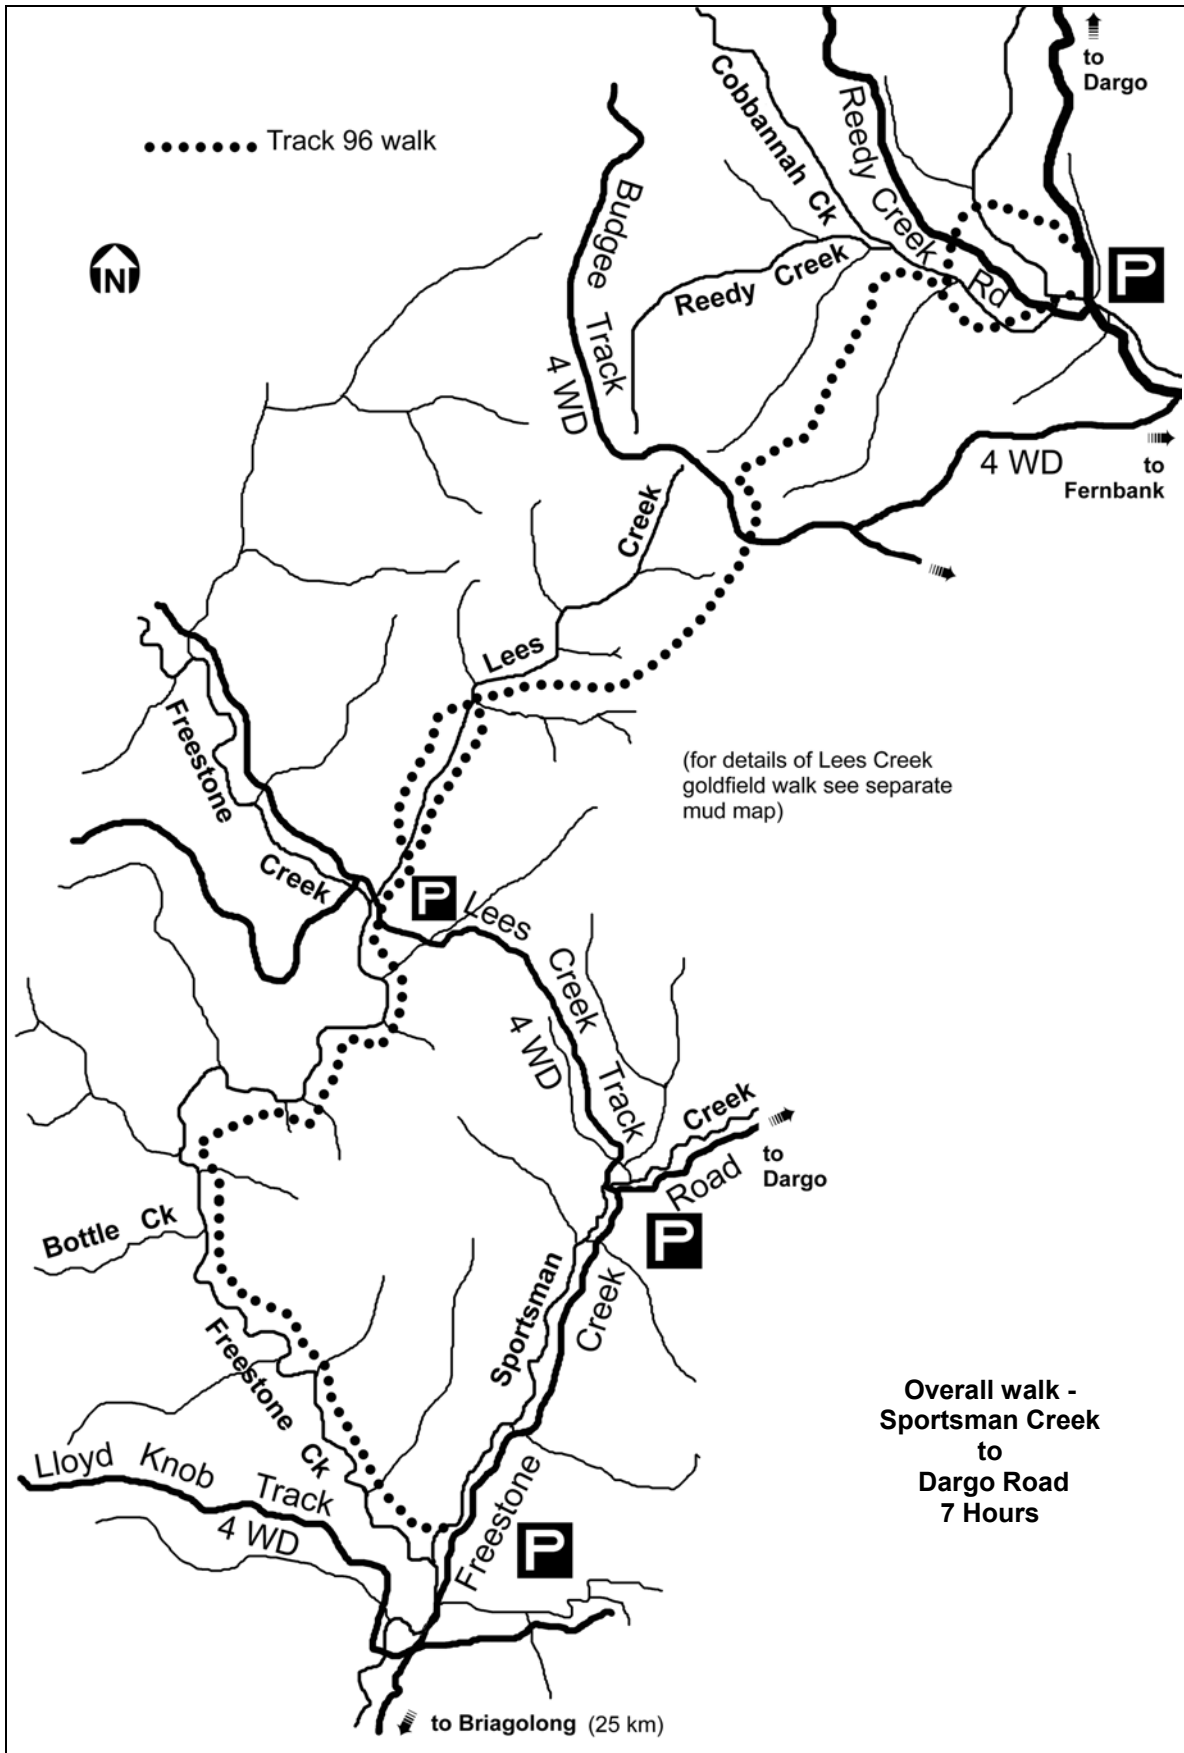 to
Dargo
Track 96 walk
N
Cobbannah Ck
Reedy Creek Rd
Budgee Track
4 WD
Reedy Creek
P
4 WD
to
Fernbank
Lees Creek
Freestone Creek
(for details of Lees Creek
goldfield walk see separate
mud map)
P
Lees Creek Track
4 WD
Creek
Road
to
Dargo
P
Bottle Ck
Sportsman
Creek
Freestone Ck
Overall walk -
Sportsman Creek
to
Dargo Road
7 Hours
Lloyd Knob Track
4 WD
Freestone
P
to Briagolong (25 km)